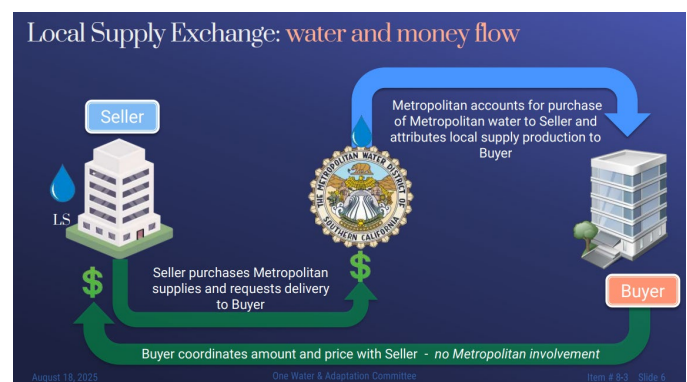 Local Supply Exchange: water and money flow
Seller
LS
THE METROPOLITAN WATER DISTRICT OF SOUTHERN CALIFORNIA
Metropolitan accounts for purchase
of Metropolitan water to Seller and
attributes local supply production to
Buyer
$
Seller purchases Metropolitan
supplies and requests delivery
to Buyer
$
Buyer
Buyer coordinates amount and price with Seller - no Metropolitan involvement
August 18, 2025
One Water & Adaptation Committee
Item # 8-3 Slide 6